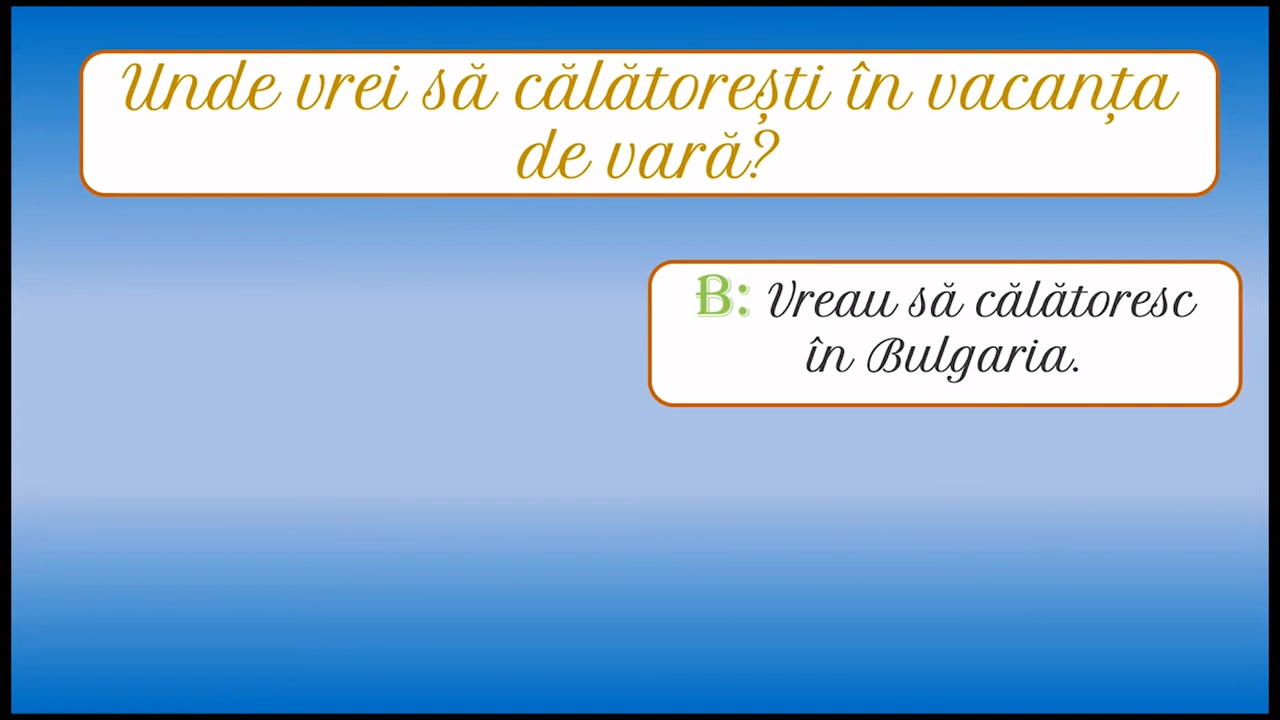 Unde vrei să călătorești în vacanța
de vară?
B: Vreau să călătoresc
în Bulgaria.